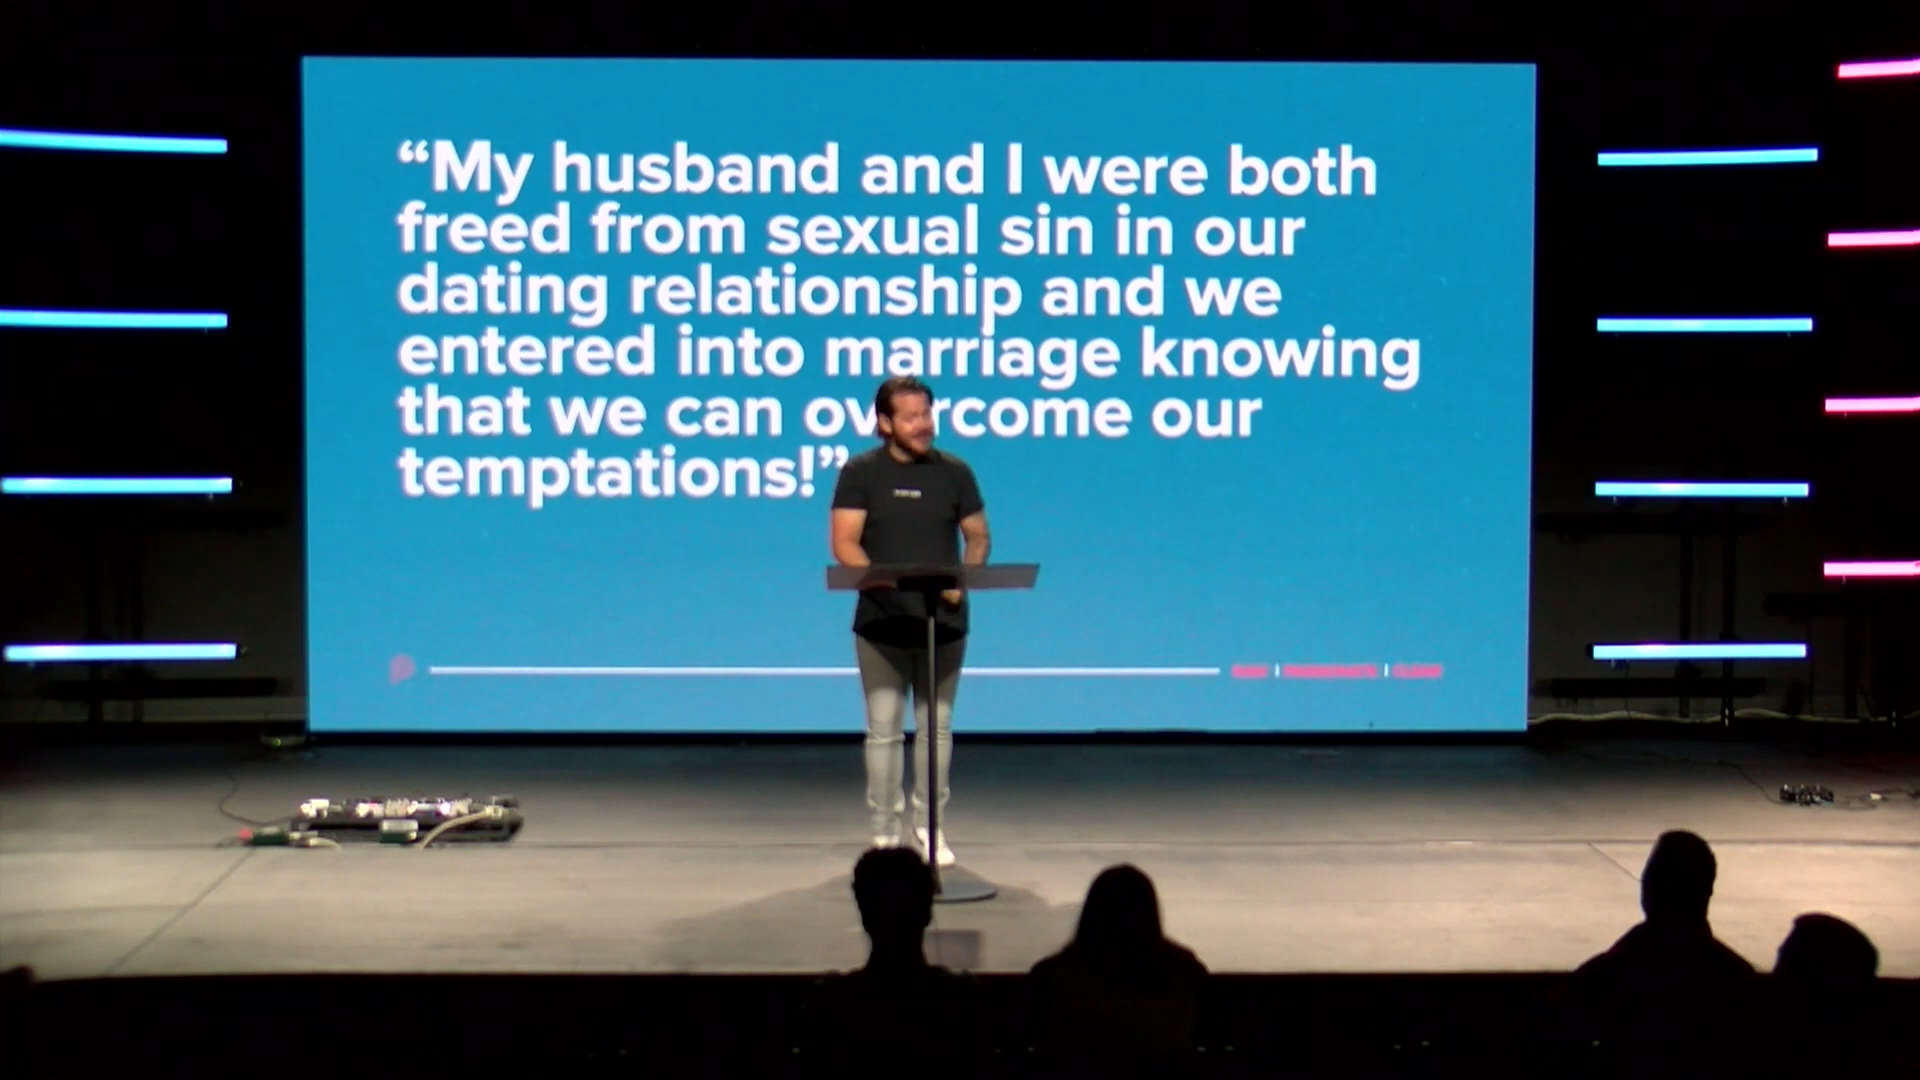 “My husband and I were both
freed from sexual sin in our
dating relationship and we
entered into marriage knowing
that we can overcome our
temptations!”